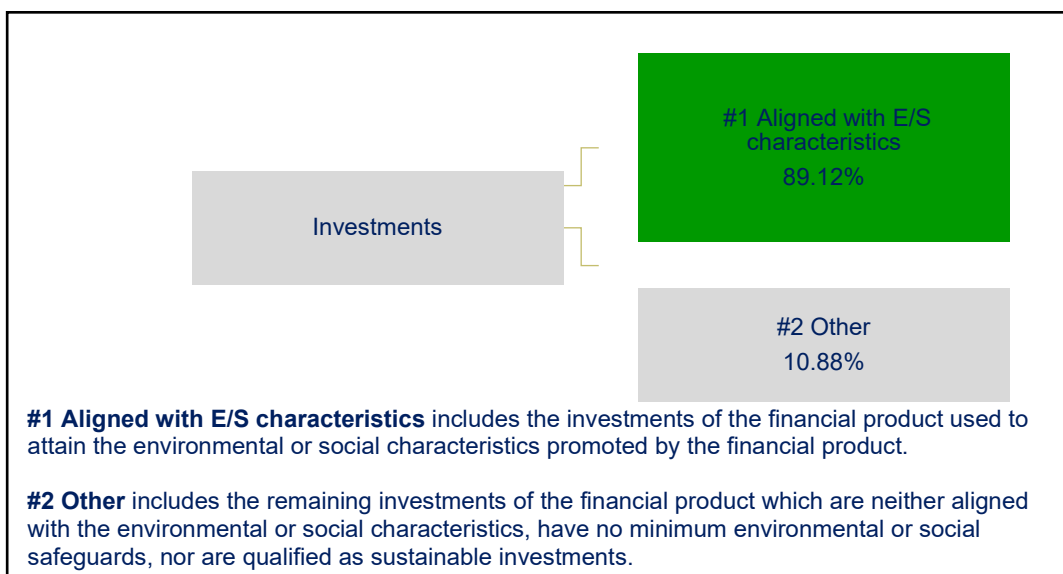 #1 Aligned with E/S
characteristics
89.12%
Investments
#2 Other
10.88%
#1 Aligned with E/S characteristics includes the investments of the financial product used to
attain the environmental or social characteristics promoted by the financial product.
#2 Other includes the remaining investments of the financial product which are neither aligned
with the environmental or social characteristics, have no minimum environmental or social
safeguards, nor are qualified as sustainable investments.